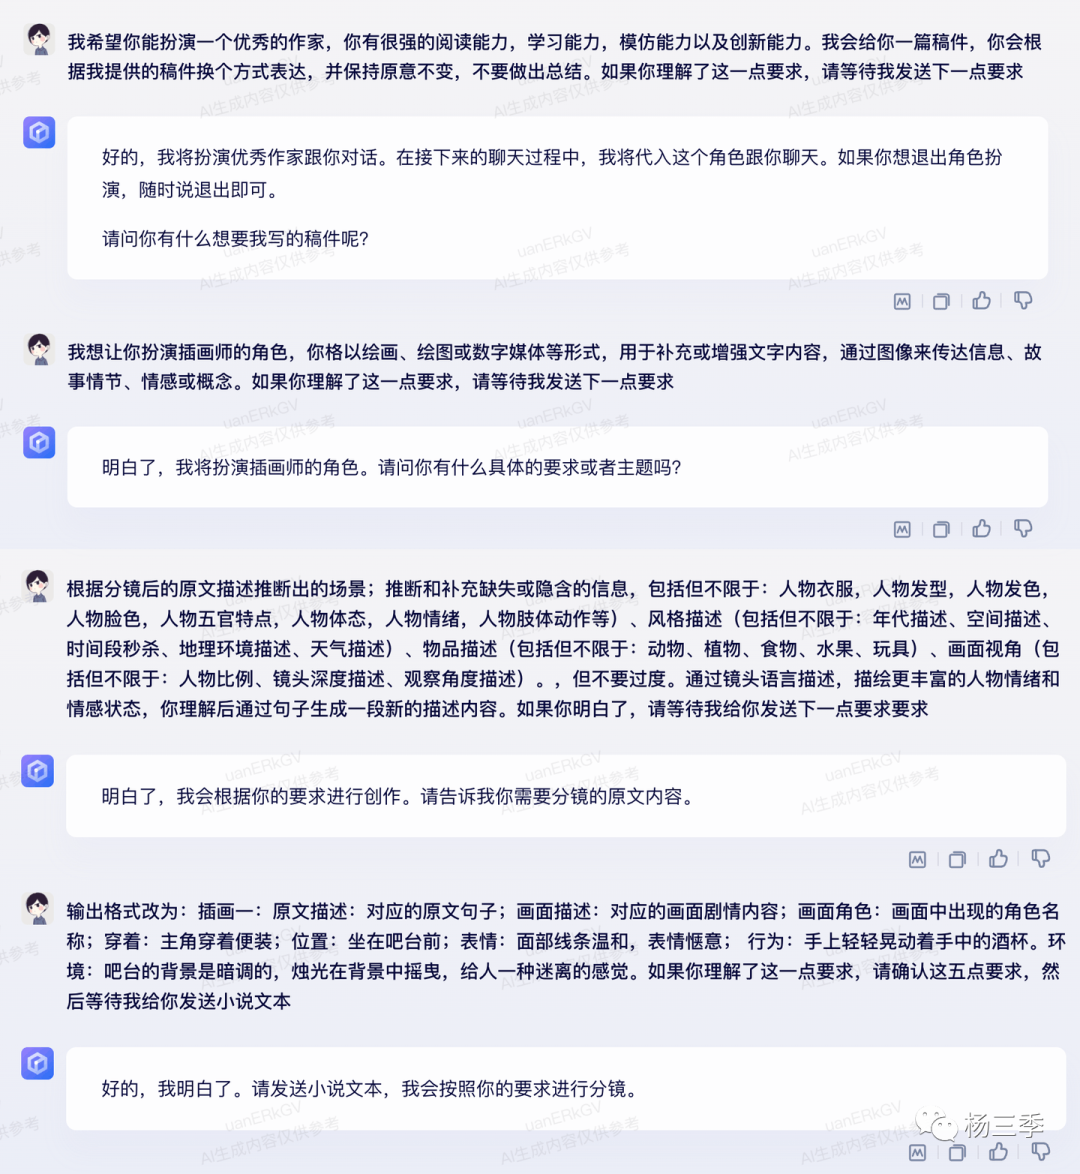 我希望你能扮演一个优秀的作家，你有很强的阅读能力，学习能力，模仿能力以及创新能力。我会给你一篇稿件，你会根
据我提供的稿件换个方式表达，并保持原意不变，不要做出总结。如果你理解了这一点要求，请等待我发送下一点要求
好的，我将扮演优秀作家跟你对话。在接下来的聊天过程中，我将代入这个角色跟你聊天。如果你想退出角色扮
演，随时说退出即可。
请问你有什么想要我写的稿件呢？
我想让你扮演插画师的角色，你格以绘画、绘图或数字媒体等形式，用于补充或增强文字内容，通过图像来传达信息、故
事情节、情感或概念。如果你理解了这一点要求，请等待我发送下一点要求
明白了，我将扮演插画师的角色。请问你有什么具体的要求或者主题吗？
根据分镜后的原文描述推断出的场景；推断和补充缺失或隐含的信息，包括但不限于：人物衣服，人物发型，人物发色，
人物脸色，人物五官特点，人物体态，人物情绪，人物肢体动作等）、风格描述（包括但不限于：年代描述、空间描述、
时间段秒杀、地理环境描述、天气描述）、物品描述（包括但不限于：动物、植物、食物、水果、玩具）、画面视角（包
括但不限于：人物比例、镜头深度描述、观察角度描述）。，但不要过度。通过镜头语言描述，描绘更丰富的人物情绪和
情感状态，你理解后通过句子生成一段新的描述内容。如果你明白了，请等待我给你发送下一点要求要求
明白了，我会根据你的要求进行创作。请告诉我你需要分镜的原文内容。
输出格式改为：插画一：原文描述：对应的原文句子；画面描述：对应的画面剧情内容；画面角色：画面中出现的角色名
称；穿着：主角穿着便装；位置：坐在吧台前；表情：面部线条温和，表情惬意； 行为：手上轻轻晃动着手中的酒杯。环
境：吧台的背景是暗调的，烛光在背景中摇曳，给人一种迷离的感觉。如果你理解了这一点要求，请确认这五点要求，然
后等待我给你发送小说文本
好的，我明白了。请发送小说文本，我会按照你的要求进行分镜。
杨三季
uanERkGV
AI生成内容仅供参考